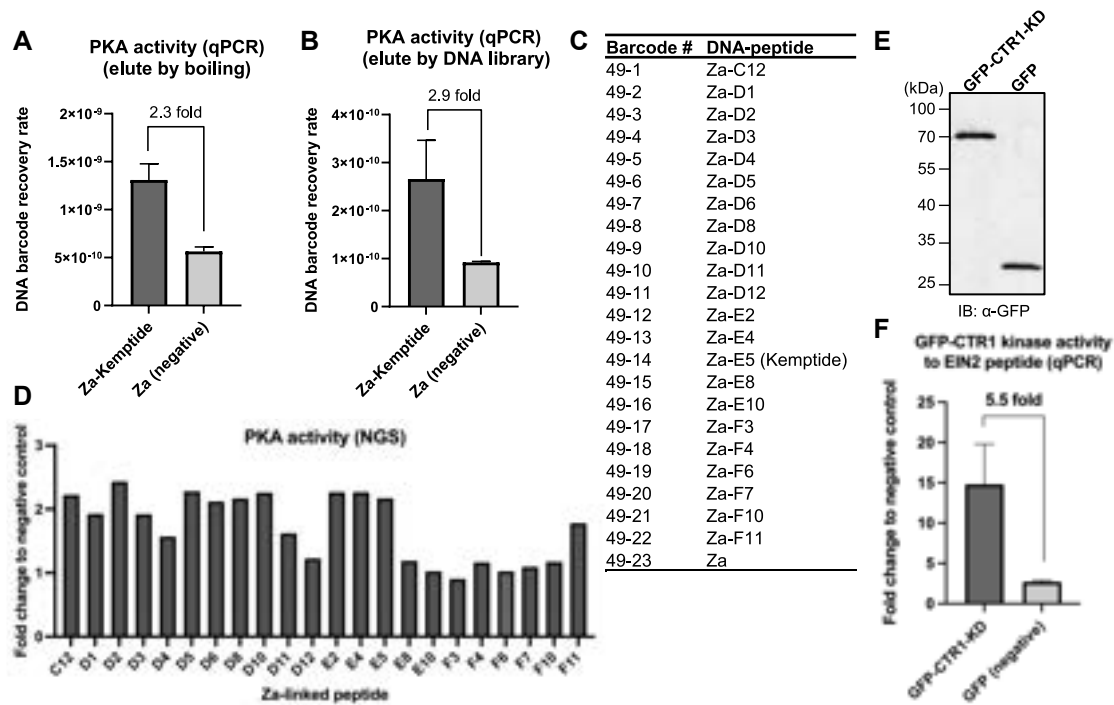 A
PKA activity (qPCR)
(elute by boiling)
2.3 fold
DNA barcode recovery rate
2×10⁻⁹
1.5×10⁻⁹
1×10⁻⁹
5×10⁻¹⁰
0
Za-Kemptide
Za (negative)
B
PKA activity (qPCR)
(elute by DNA library)
2.9 fold
DNA barcode recovery rate
4×10⁻¹⁰
3×10⁻¹⁰
2×10⁻¹⁰
1×10⁻¹⁰
0
Za-Kemptide
Za (negative)
C
Barcode # DNA-peptide
49-1 Za-C12
49-2 Za-D1
49-3 Za-D2
49-4 Za-D3
49-5 Za-D4
49-6 Za-D5
49-7 Za-D6
49-8 Za-D8
49-9 Za-D10
49-10 Za-D11
49-11 Za-D12
49-12 Za-E2
49-13 Za-E4
49-14 Za-E5 (Kemptide)
49-15 Za-E8
49-16 Za-E10
49-17 Za-F3
49-18 Za-F4
49-19 Za-F6
49-20 Za-F7
49-21 Za-F10
49-22 Za-F11
49-23 Za
D
PKA activity (NGS)
Fold change to negative control
3
2
1
0
C12 D1 D2 D3 D4 D5 D6 D8 D10 D11 D12 E2 E4 E5 E8 E10 F3 F4 F6 F7 F10 F11
Za-linked peptide
E
GFP-CTR1-KD
GFP
(kDa)
100
70
55
40
35
25
IB: α-GFP
F
GFP-CTR1 kinase activity
to EIN2 peptide (qPCR)
5.5 fold
Fold change to negative control
25
20
15
10
5
0
GFP-CTR1-KD
GFP (negative)